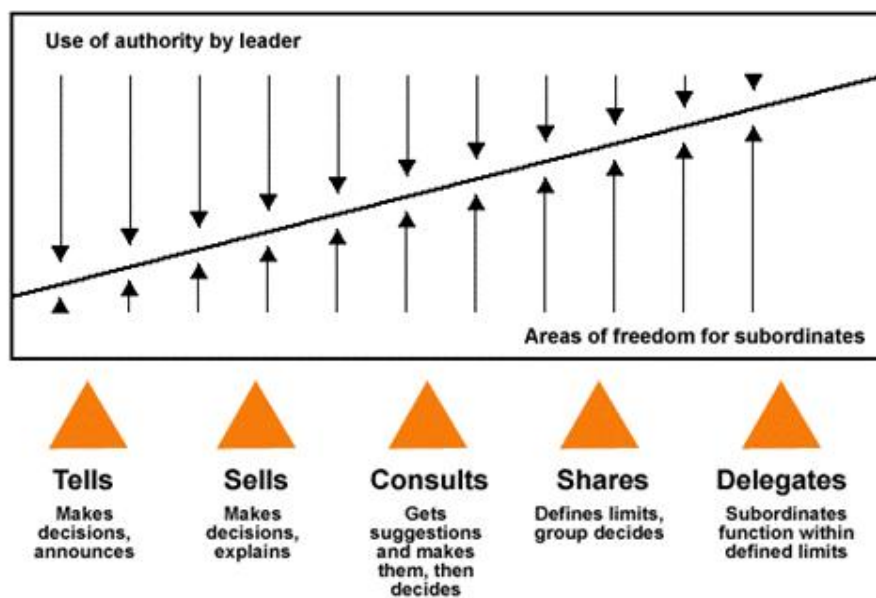 Use of authority by leader
Areas of freedom for subordinates
Tells
Makes
decisions,
announces
Sells
Makes
decisions,
explains
Consults
Gets
suggestions
and makes
them, then
decides
Shares
Defines limits,
group decides
Delegates
Subordinates
function within
defined limits